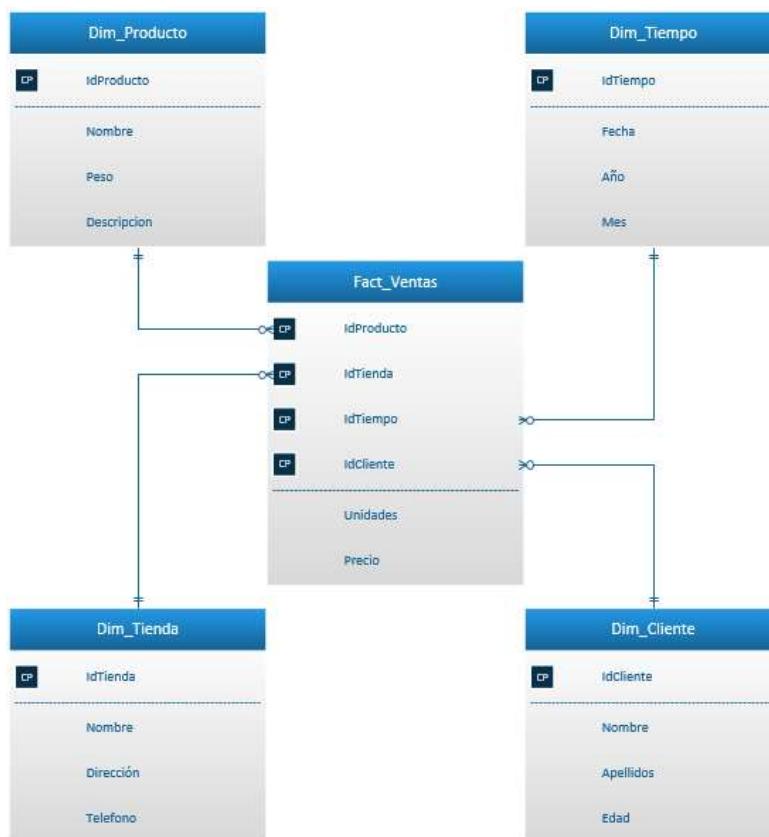 Dim_Producto
CP IdProducto
Nombre
Peso
Descripcion
Dim_Tiempo
CP IdTiempo
Fecha
Año
Mes
Fact_Ventas
CP IdProducto
CP IdTienda
CP IdTiempo
CP IdCliente
Unidades
Precio
Dim_Tienda
CP IdTienda
Nombre
Dirección
Telefono
Dim_Cliente
CP IdCliente
Nombre
Apellidos
Edad